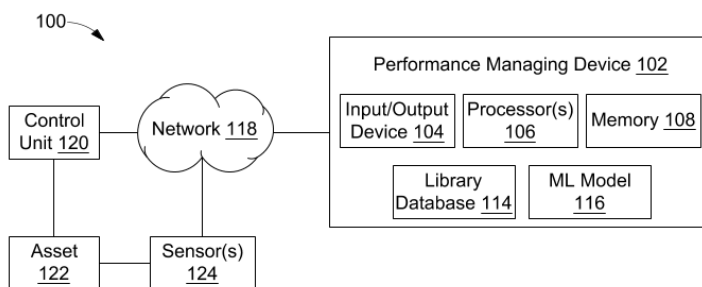 100
Performance Managing Device 102
Input/Output
Device 104
Processor(s)
106
Memory 108
Library
Database 114
ML Model
116
Network 118
Control
Unit 120
Asset
122
Sensor(s)
124